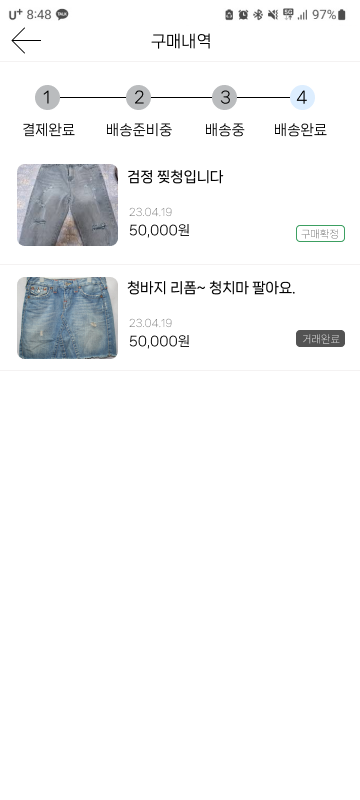 U+ 8:48 TALK 5G 97%
구매내역
1 2 3 4
결제완료 배송준비중 배송중 배송완료
검정 찢청입니다
23.04.19
50,000원
구매확정
청바지 리폼~ 청치마 팔아요.
23.04.19
50,000원
거래완료